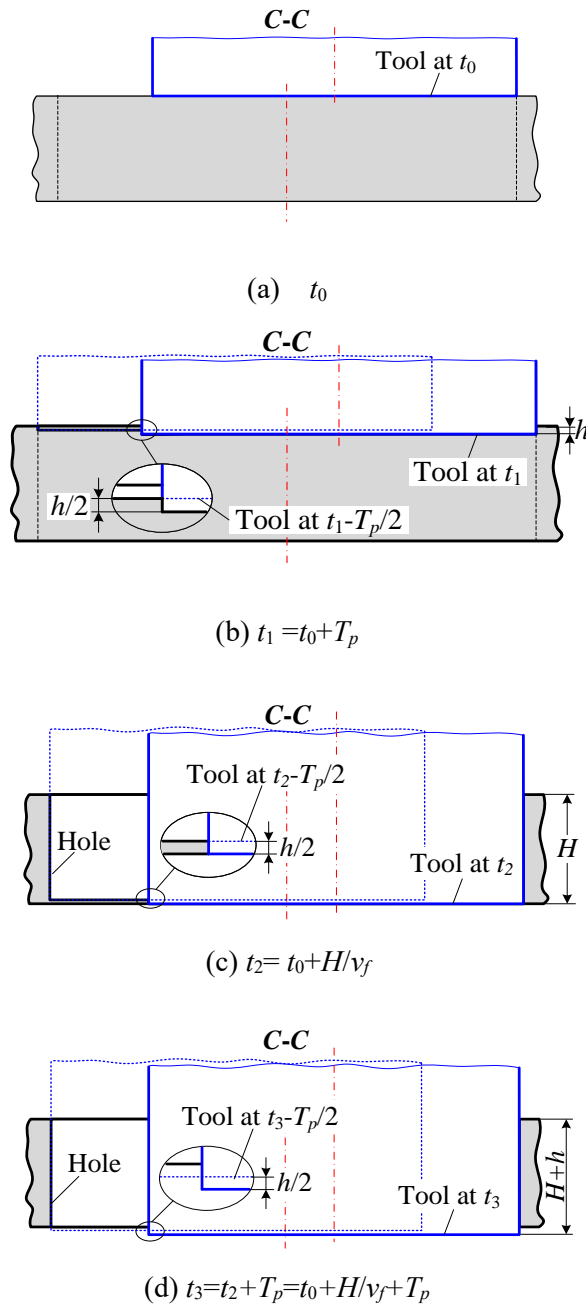 C-C
Tool at t0
(a) t0
C-C
h
Tool at t1
h/2
Tool at t1-Tp/2
(b) t1 =t0+Tp
C-C
Tool at t2-Tp/2
Hole
h/2
H
Tool at t2
(c) t2= t0+H/vf
C-C
Tool at t3-Tp/2
Hole
h/2
H+h
Tool at t3
(d) t3=t2+Tp=t0+H/vf+Tp